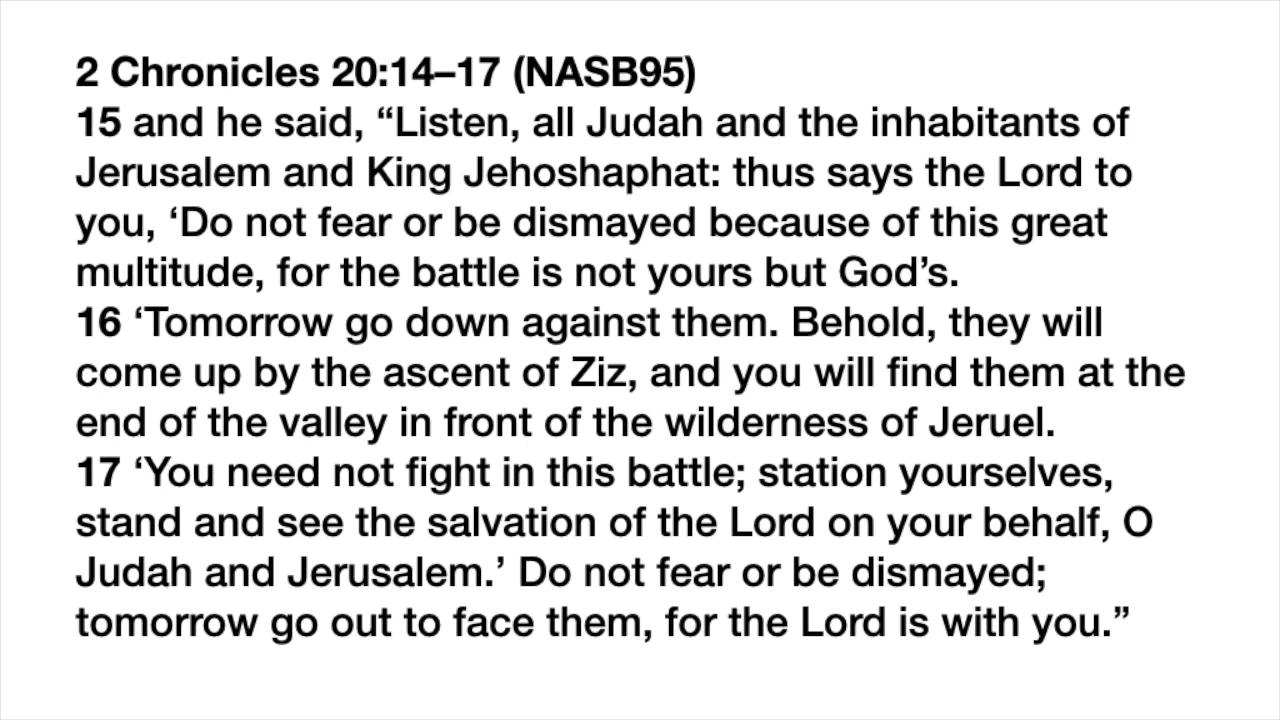 2 Chronicles 20:14–17 (NASB95)
15 and he said, “Listen, all Judah and the inhabitants of
Jerusalem and King Jehoshaphat: thus says the Lord to
you, ‘Do not fear or be dismayed because of this great
multitude, for the battle is not yours but God’s.
16 ‘Tomorrow go down against them. Behold, they will
come up by the ascent of Ziz, and you will find them at the
end of the valley in front of the wilderness of Jeruel.
17 ‘You need not fight in this battle; station yourselves,
stand and see the salvation of the Lord on your behalf, O
Judah and Jerusalem.’ Do not fear or be dismayed;
tomorrow go out to face them, for the Lord is with you.”